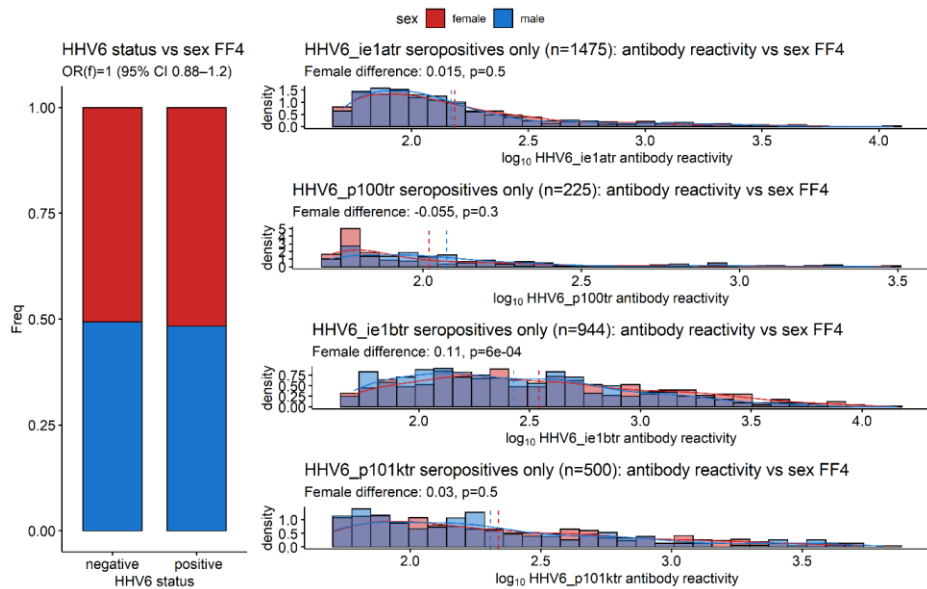 sex female male
HHV6 status vs sex FF4
OR(f)=1 (95% CI 0.88–1.2)
1.00
0.75
0.50
0.25
0.00
Freq
negative positive
HHV6 status
HHV6_ie1atr seropositives only (n=1475): antibody reactivity vs sex FF4
Female difference: 0.015, p=0.5
density
1.5
1.0
0.5
0.0
2.0 2.5 3.0 3.5 4.0
log10 HHV6_ie1atr antibody reactivity
HHV6_p100tr seropositives only (n=225): antibody reactivity vs sex FF4
Female difference: -0.055, p=0.3
density
5
4
3
2
1
0
2.0 2.5 3.0 3.5
log10 HHV6_p100tr antibody reactivity
HHV6_ie1btr seropositives only (n=944): antibody reactivity vs sex FF4
Female difference: 0.11, p=6e-04
density
0.75
0.50
0.25
0.00
2.0 2.5 3.0 3.5 4.0
log10 HHV6_ie1btr antibody reactivity
HHV6_p101ktr seropositives only (n=500): antibody reactivity vs sex FF4
Female difference: 0.03, p=0.5
density
1.0
0.5
0.0
2.0 2.5 3.0 3.5
log10 HHV6_p101ktr antibody reactivity